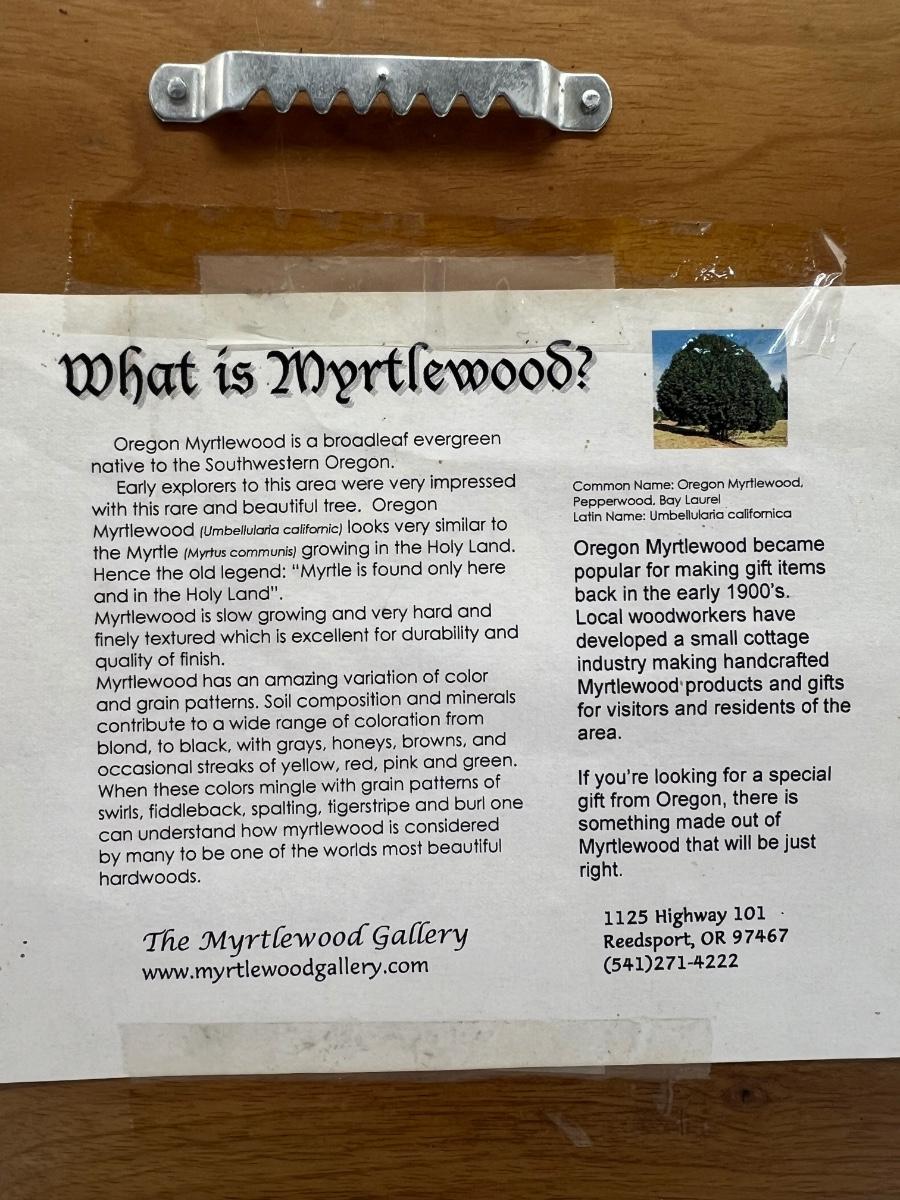 What is Myrtlewood?
Oregon Myrtlewood is a broadleaf evergreen
native to the Southwestern Oregon.
Early explorers to this area were very impressed
with this rare and beautiful tree. Oregon
Myrtlewood (Umbellularia californic) looks very similar to
the Myrtle (Myrtus communis) growing in the Holy Land.
Hence the old legend: "Myrtle is found only here
and in the Holy Land".
Myrtlewood is slow growing and very hard and
finely textured which is excellent for durability and
quality of finish.
Myrtlewood has an amazing variation of color
and grain patterns. Soil composition and minerals
contribute to a wide range of coloration from
blond, to black, with grays, honeys, browns, and
occasional streaks of yellow, red, pink and green.
When these colors mingle with grain patterns of
swirls, fiddleback, spalting, tigerstripe and burl one
can understand how myrtlewood is considered
by many to be one of the worlds most beautiful
hardwoods.
The Myrtlewood Gallery
www.myrtlewoodgallery.com
Common Name: Oregon Myrtlewood,
Pepperwood, Bay Laurel
Latin Name: Umbellularia californica
Oregon Myrtlewood became
popular for making gift items
back in the early 1900's.
Local woodworkers have
developed a small cottage
industry making handcrafted
Myrtlewood products and gifts
for visitors and residents of the
area.
If you're looking for a special
gift from Oregon, there is
something made out of
Myrtlewood that will be just
right.
1125 Highway 101
Reedsport, OR 97467
(541)271-4222